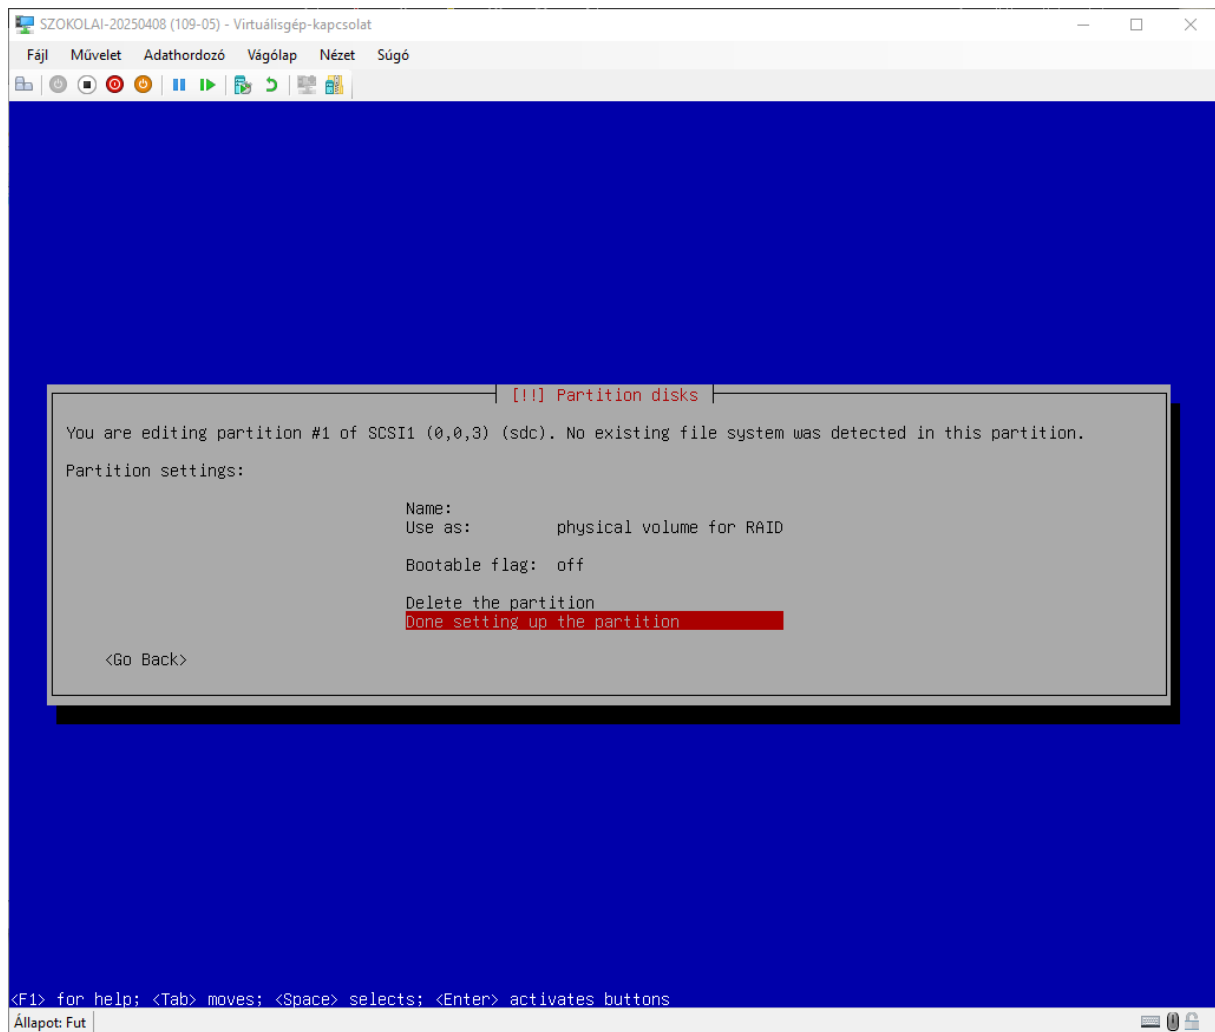 SZOKOLAI-20250408 (109-05) - Virtuálisgép-kapcsolat
Fájl Művelet Adathordozó Vágólap Nézet Súgó
[!!] Partition disks
You are editing partition #1 of SCSI1 (0,0,3) (sdc). No existing file system was detected in this partition.
Partition settings:
Name:
Use as: physical volume for RAID
Bootable flag: off
Delete the partition
Done setting up the partition
<Go Back>
<F1> for help; <Tab> moves; <Space> selects; <Enter> activates buttons
Állapot: Fut